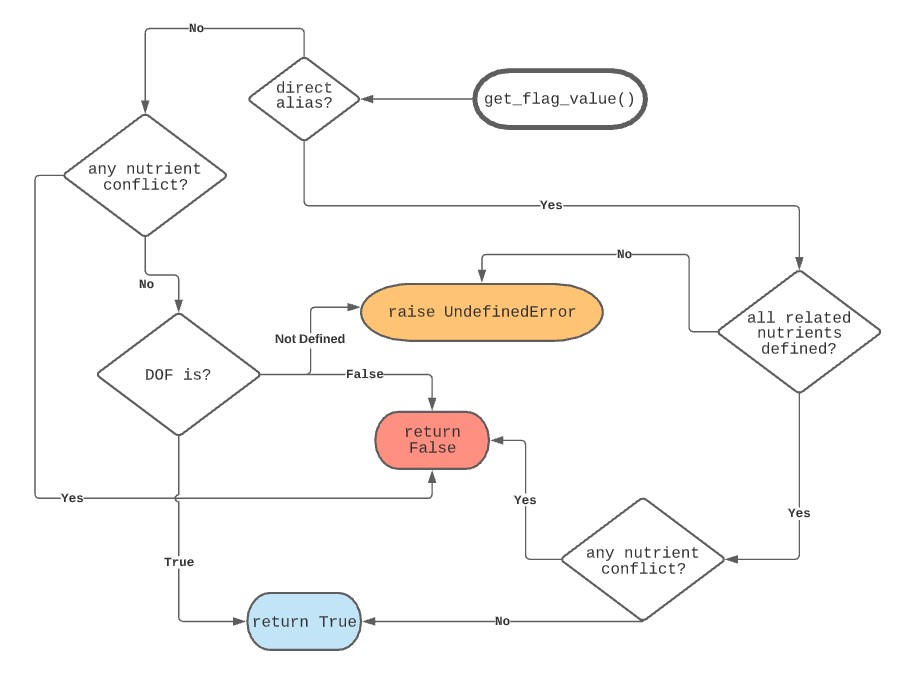 No
direct
alias?
get_flag_value()
any nutrient
conflict?
Yes
No
No
raise UndefinedError
all related
nutrients
defined?
Not Defined
DOF is?
False
return
False
Yes
Yes
Yes
any nutrient
conflict?
True
return True
No